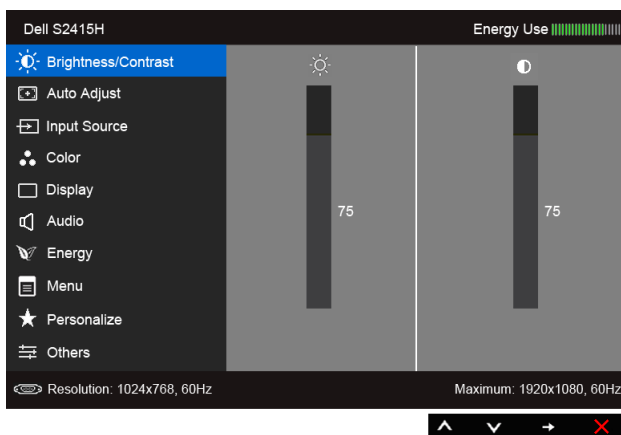 Dell S2415H
Energy Use
Brightness/Contrast
Auto Adjust
Input Source
Color
Display
Audio
Energy
Menu
Personalize
Others
75
75
Resolution: 1024x768, 60Hz
Maximum: 1920x1080, 60Hz